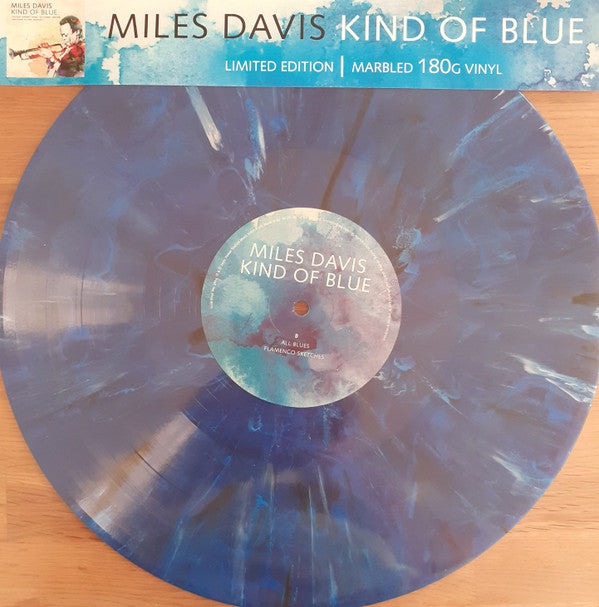 MILES DAVIS
KIND OF BLUE
MILES DAVIS KIND OF BLUE
LIMITED EDITION | MARBLED 180G VINYL
MILES DAVIS
KIND OF BLUE
B
ALL BLUES
FLAMENCO SKETCHES